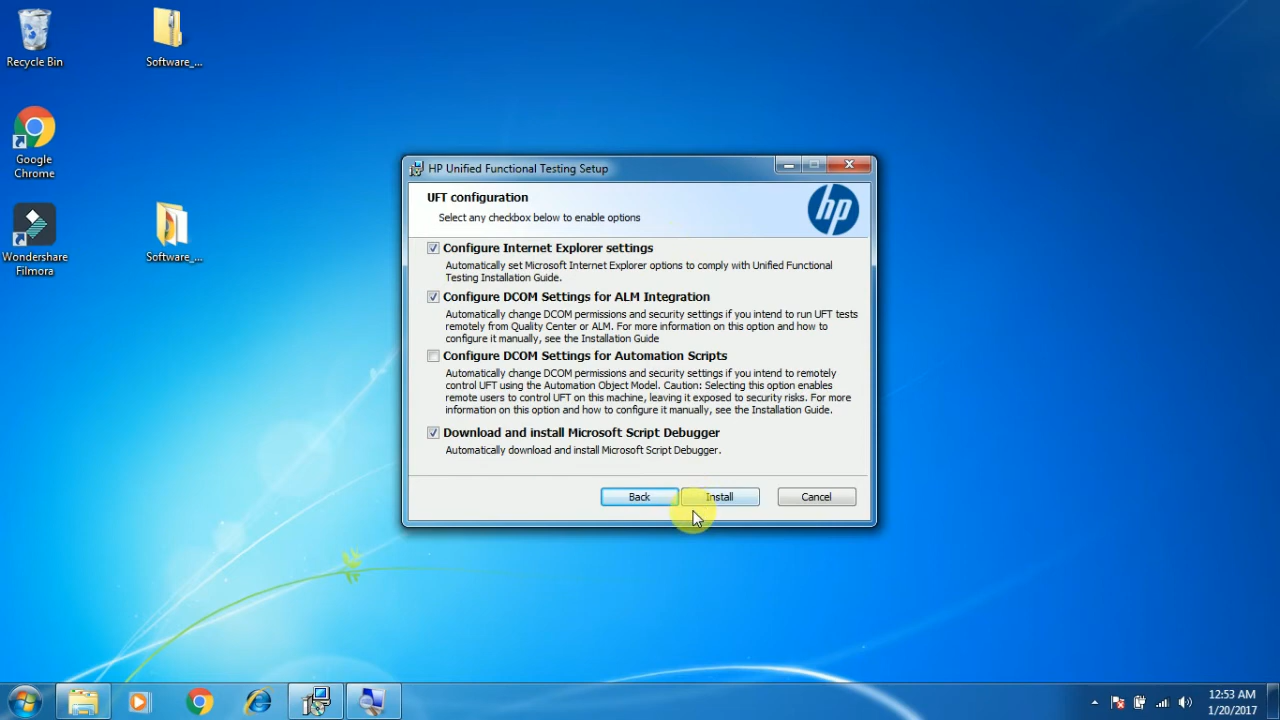 Recycle Bin
Software_...
Google
Chrome
Wondershare
Filmora
Software_...
HP Unified Functional Testing Setup
UFT configuration
Select any checkbox below to enable options
hp
Configure Internet Explorer settings
Automatically set Microsoft Internet Explorer options to comply with Unified Functional
Testing Installation Guide.
Configure DCOM Settings for ALM Integration
Automatically change DCOM permissions and security settings if you intend to run UFT tests
remotely from Quality Center or ALM. For more information on this option and how to
configure it manually, see the Installation Guide
Configure DCOM Settings for Automation Scripts
Automatically change DCOM permissions and security settings if you intend to remotely
control UFT using the Automation Object Model. Caution: Selecting this option enables
remote users to control UFT on this machine, leaving it exposed to security risks. For more
information on this option and how to configure it manually, see the Installation Guide.
Download and install Microsoft Script Debugger
Automatically download and install Microsoft Script Debugger.
Back
Install
Cancel
12:53 AM
1/20/2017